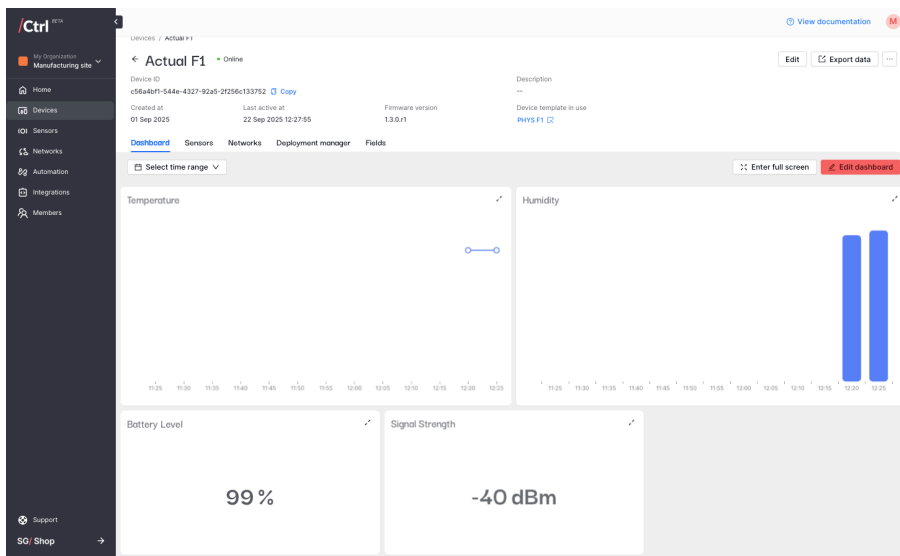 /Ctrl BETA
View documentation
M
My Organization
Manufacturing site
Home
Devices
Sensors
Networks
Automation
Integrations
Members
Support
SG/ Shop
Devices / Actual F1
Actual F1 Online
Edit
Export data
Device ID
c56a4bf1-544e-4327-92a5-2f256c133752 Copy
Description
--
Created at
01 Sep 2025
Last active at
22 Sep 2025 12:27:55
Firmware version
1.3.0.r1
Device template in use
PHYS F1
Dashboard Sensors Networks Deployment manager Fields
Select time range
Enter full screen
Edit dashboard
Temperature
11:25 11:30 11:35 11:40 11:45 11:50 11:55 12:00 12:05 12:10 12:15 12:20 12:25
Humidity
11:25 11:30 11:35 11:40 11:45 11:50 11:55 12:00 12:05 12:10 12:15 12:20 12:25
Battery Level
99 %
Signal Strength
-40 dBm